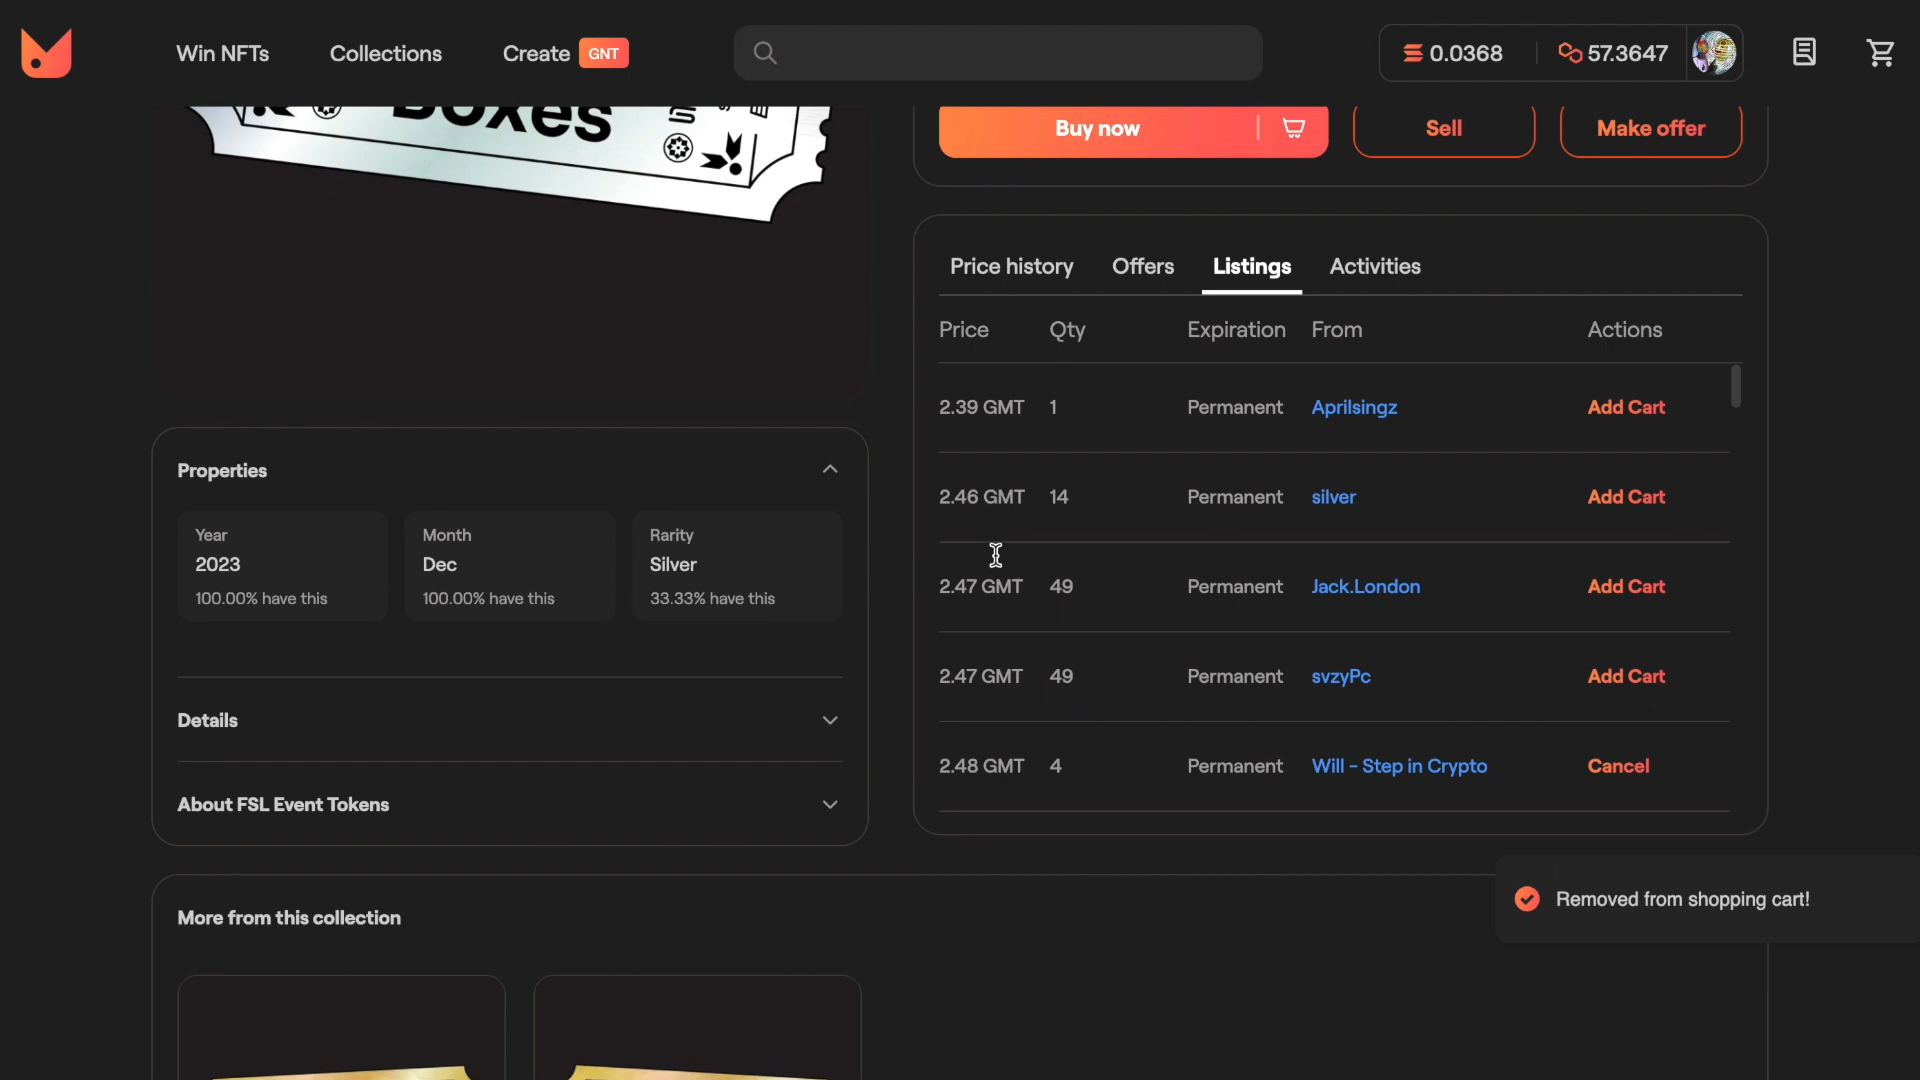 Win NFTs Collections Create GNT 0.0368 57.3647
Boxes
Buy now Sell Make offer
Price history Offers Listings Activities
Price Qty Expiration From Actions
2.39 GMT 1 Permanent Aprilsingz Add Cart
2.46 GMT 14 Permanent silver Add Cart
2.47 GMT 49 Permanent Jack.London Add Cart
2.47 GMT 49 Permanent svzyPc Add Cart
2.48 GMT 4 Permanent Will - Step in Crypto Cancel
Properties
Year
2023
100.00% have this
Month
Dec
100.00% have this
Rarity
Silver
33.33% have this
Details
About FSL Event Tokens
More from this collection
Removed from shopping cart!